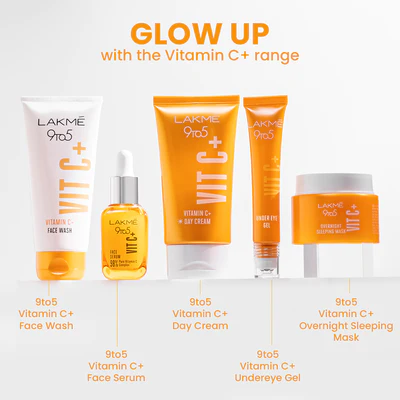 GLOW UP
with the Vitamin C+ range
LAKMÉ
9to5
VIT C+
VITAMIN C+
FACE WASH
LAKMÉ
9to5
VIT C+
FACE
SERUM
LAKMÉ
9to5
VIT C+
VITAMIN C+
DAY CREAM
LAKMÉ
9to5
VIT C+
UNDER EYE
GEL
LAKMÉ
9to5
VIT C+
OVERNIGHT
SLEEPING MASK
9to5
Vitamin C+
Face Wash
9to5
Vitamin C+
Face Serum
9to5
Vitamin C+
Day Cream
9to5
Vitamin C+
Undereye Gel
9to5
Vitamin C+
Overnight Sleeping
Mask